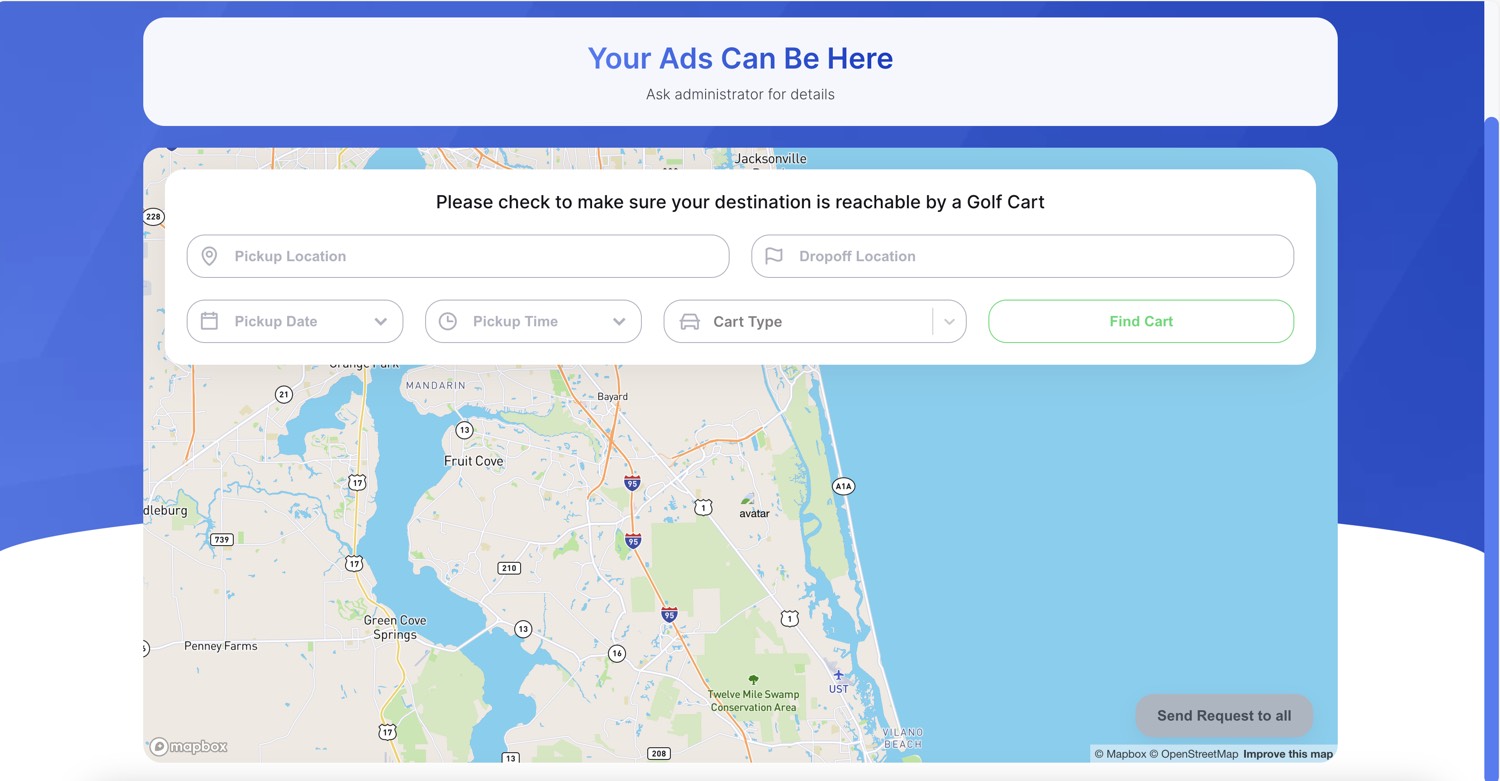 Your Ads Can Be Here
Ask administrator for details
Jacksonville
228
Please check to make sure your destination is reachable by a Golf Cart
Pickup Location
Dropoff Location
Pickup Date
Pickup Time
Cart Type
Find Cart
Orange Park
MANDARIN
21
Bayard
13
Fruit Cove
17
95
A1A
1
dleburg
avatar
739
95
17
210
95
Green Cove
Springs
13
1
Penney Farms
16
UST
Twelve Mile Swamp
Conservation Area
Send Request to all
17
VILANO
BEACH
mapbox
208
13
© Mapbox © OpenStreetMap Improve this map